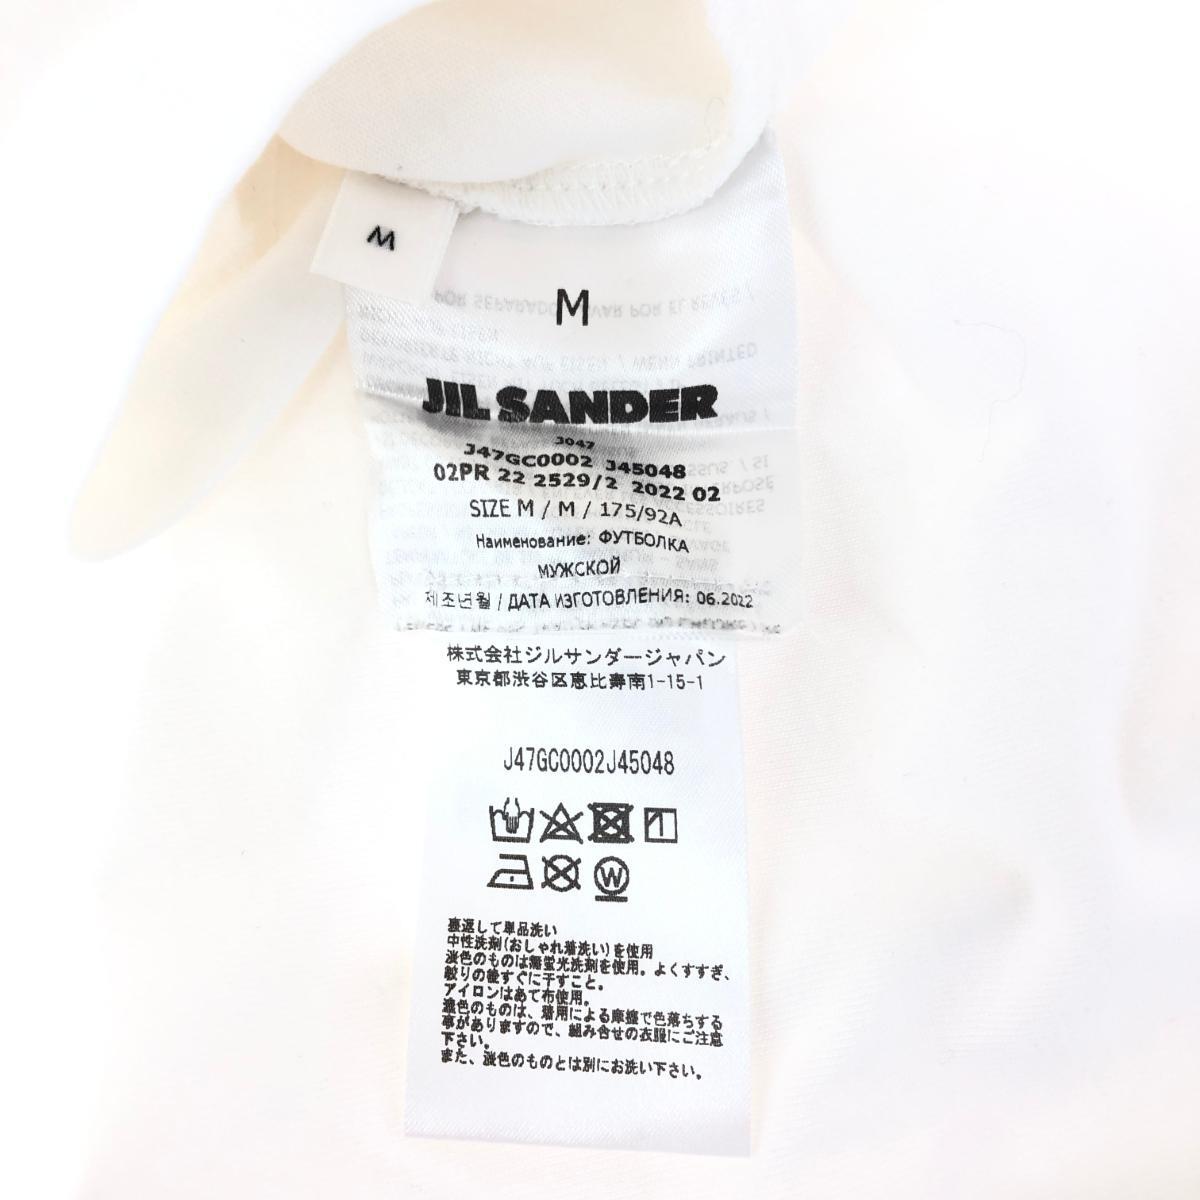 M
M
JIL SANDER
J047
J47GC0002 J45048
02PR 22 2529/2 2022 02
SIZE M / M / 175/92A
Наименование: ФУТБОЛКА
МУЖСКОЙ
제조년월 / ДАТА ИЗГОТОВЛЕНИЯ: 06.2022
株式会社ジルサンダージャパン
東京都渋谷区恵比寿南1-15-1
J47GC0002J45048
W
裏返して単品洗い
中性洗剤(おしゃれ着洗い)を使用
淡色のものは無蛍光洗剤を使用。よくすすぎ、
絞りの後すぐに干すこと。
アイロンはあて布使用。
濃色のものは、着用による摩擦で色落ちする
事がありますので、組み合せの衣服にご注意
下さい。
また、淡色のものとは別にお洗い下さい。